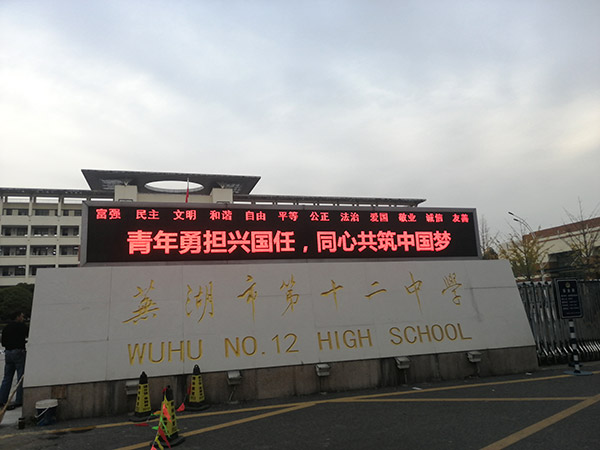 富强 民主 文明 和谐 自由 平等 公正 法治 爱国 敬业 诚信 友善
青年勇担兴国任，同心共筑中国梦
蕪湖市第十二中学
WUHU NO.12 HIGH SCHOOL